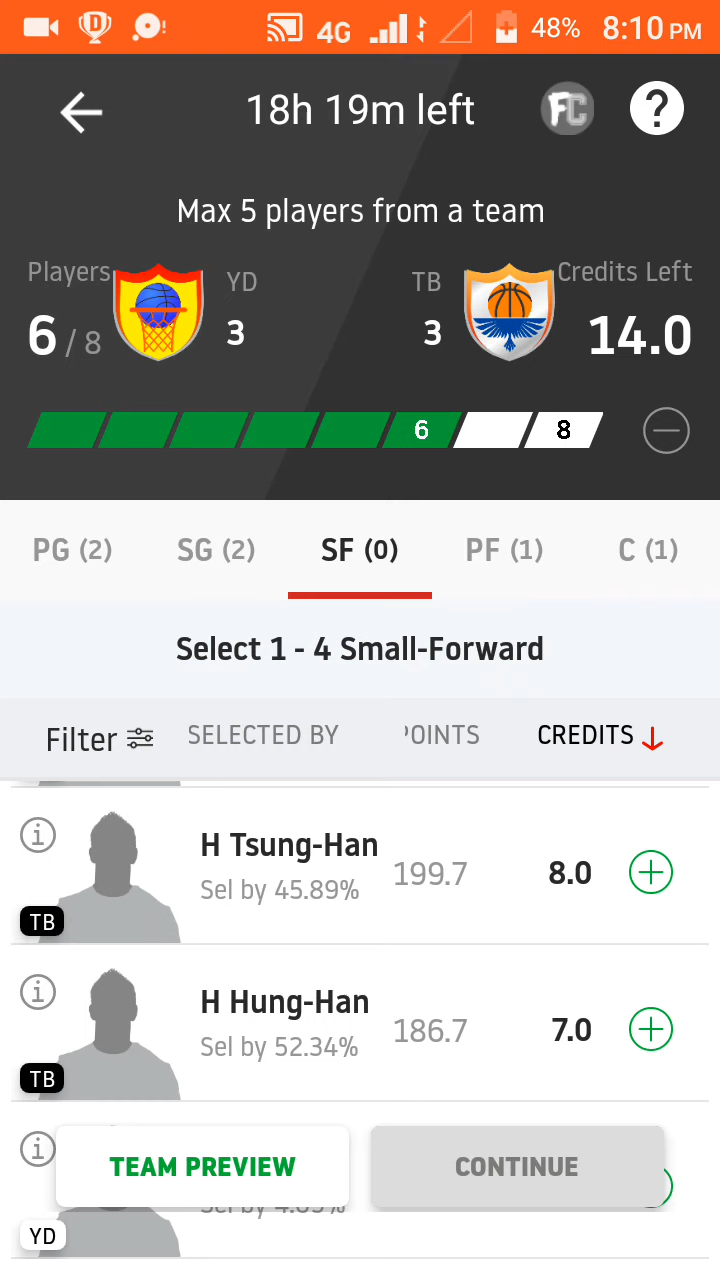 4G 48% 8:10 PM
18h 19m left FC ?
Max 5 players from a team
Players YD TB Credits Left
6 / 8 3 3 14.0
6 8
PG (2) SG (2) SF (0) PF (1) C (1)
Select 1 - 4 Small-Forward
Filter SELECTED BY POINTS CREDITS
H Tsung-Han
Sel by 45.89% 199.7 8.0
TB
H Hung-Han
Sel by 52.34% 186.7 7.0
TB
TEAM PREVIEW CONTINUE
Sel by
YD